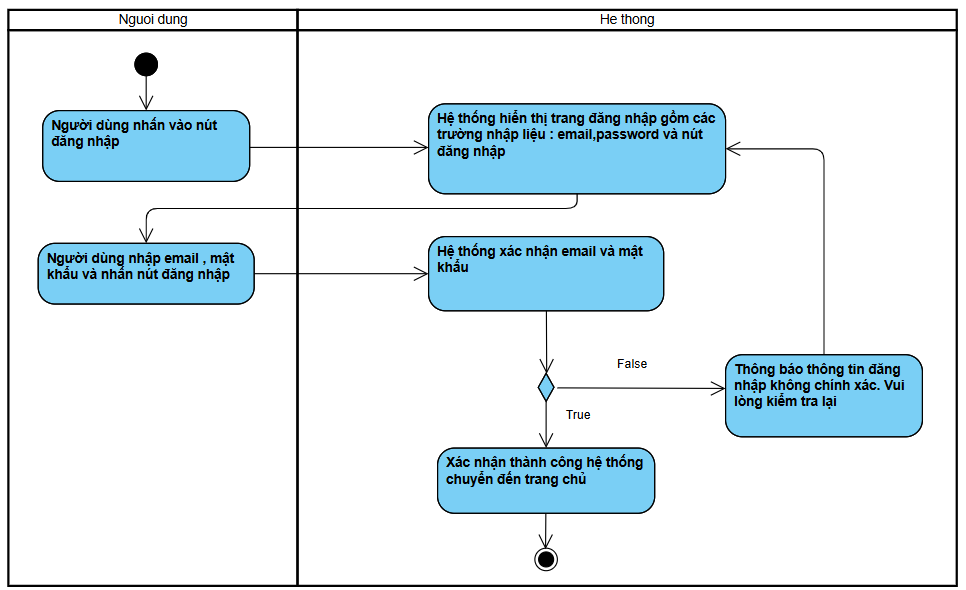 Nguoi dung
He thong
Người dùng nhấn vào nút
đăng nhập
Hệ thống hiển thị trang đăng nhập gồm các
trường nhập liệu : email,password và nút
đăng nhập
Người dùng nhập email , mật
khẩu và nhấn nút đăng nhập
Hệ thống xác nhận email và mật
khẩu
False
Thông báo thông tin đăng
nhập không chính xác. Vui
lòng kiểm tra lại
True
Xác nhận thành công hệ thống
chuyển đến trang chủ